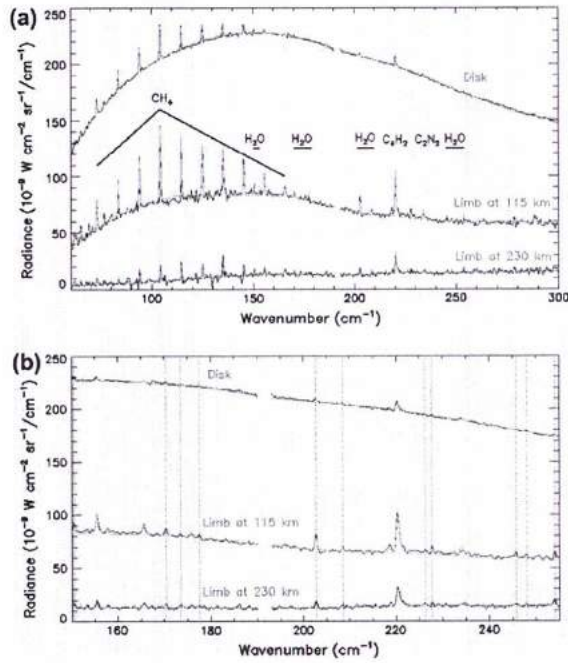 (a)
250
200
150
100
50
0
Radiance (10⁻⁹ W cm⁻² sr⁻¹/cm⁻¹)
Disk
CH₄
H₂O H₂O H₂O C₄H₂ C₂N₂ H₂O
Limb at 115 km
Limb at 230 km
100 150 200 250 300
Wavenumber (cm⁻¹)
(b)
250
200
150
100
50
0
Radiance (10⁻⁹ W cm⁻² sr⁻¹/cm⁻¹)
Disk
Limb at 115 km
Limb at 230 km
160 180 200 220 240
Wavenumber (cm⁻¹)